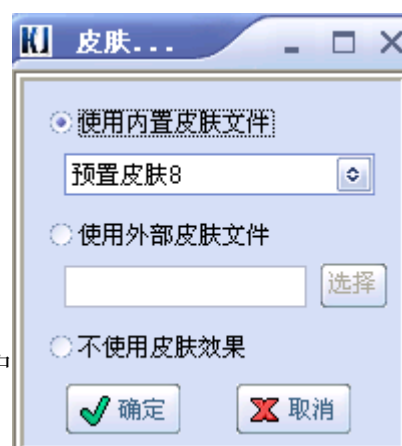 KJ 皮肤...
使用内置皮肤文件
预置皮肤8
使用外部皮肤文件
选择
不使用皮肤效果
确定 取消